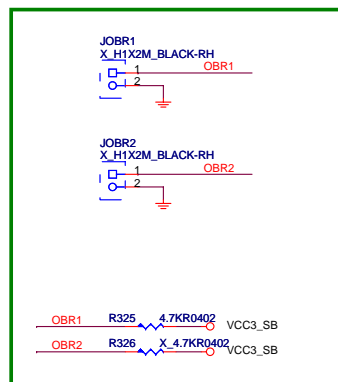 JOBR1
X_H1X2M_BLACK-RH
1 OBR1
2
JOBR2
X_H1X2M_BLACK-RH
1 OBR2
2
OBR1 R325 4.7KR0402 VCC3_SB
OBR2 R326 X_4.7KR0402 VCC3_SB